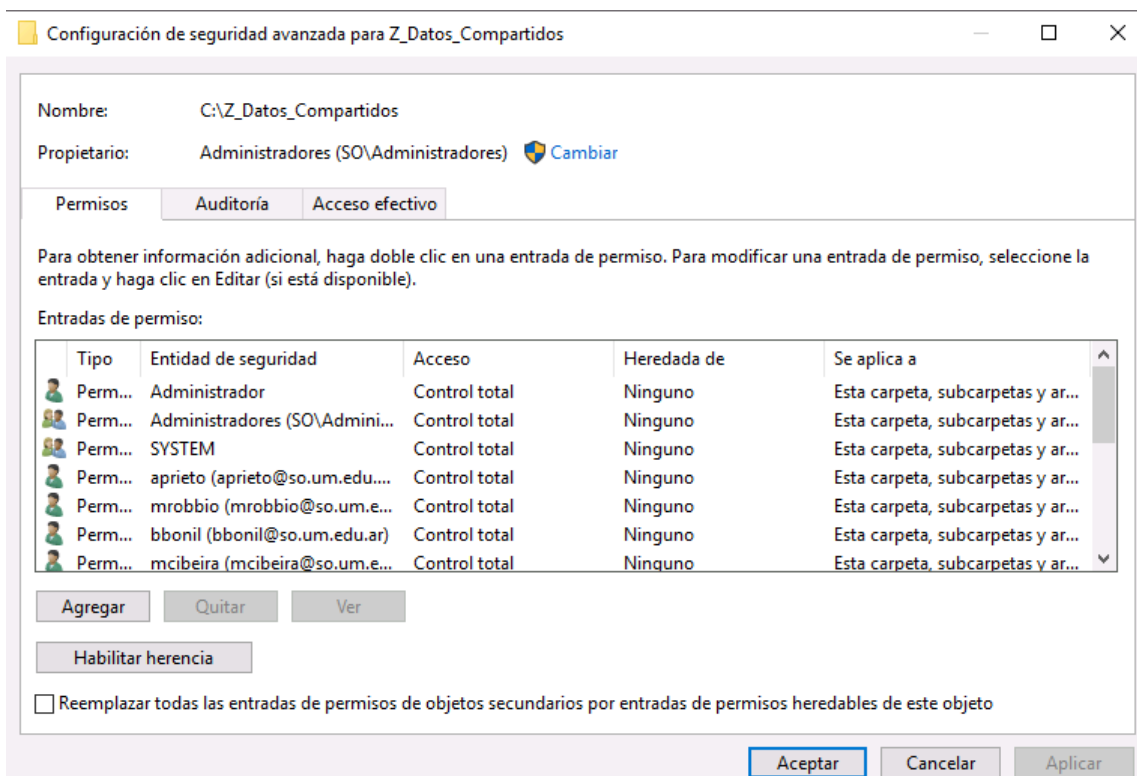 Configuración de seguridad avanzada para Z_Datos_Compartidos
Nombre: C:\Z_Datos_Compartidos
Propietario: Administradores (SO\Administradores) Cambiar
Permisos Auditoría Acceso efectivo
Para obtener información adicional, haga doble clic en una entrada de permiso. Para modificar una entrada de permiso, seleccione la
entrada y haga clic en Editar (si está disponible).
Entradas de permiso:
Tipo Entidad de seguridad Acceso Heredada de Se aplica a
Perm... Administrador Control total Ninguno Esta carpeta, subcarpetas y ar...
Perm... Administradores (SO\Admini... Control total Ninguno Esta carpeta, subcarpetas y ar...
Perm... SYSTEM Control total Ninguno Esta carpeta, subcarpetas y ar...
Perm... aprieto (aprieto@so.um.edu.... Control total Ninguno Esta carpeta, subcarpetas y ar...
Perm... mrobbio (mrobbio@so.um.e... Control total Ninguno Esta carpeta, subcarpetas y ar...
Perm... bbonil (bbonil@so.um.edu.ar) Control total Ninguno Esta carpeta, subcarpetas y ar...
Perm... mcibeira (mcibeira@so.um.e... Control total Ninguno Esta carpeta, subcarpetas y ar...
Agregar Quitar Ver
Habilitar herencia
Reemplazar todas las entradas de permisos de objetos secundarios por entradas de permisos heredables de este objeto
Aceptar Cancelar Aplicar